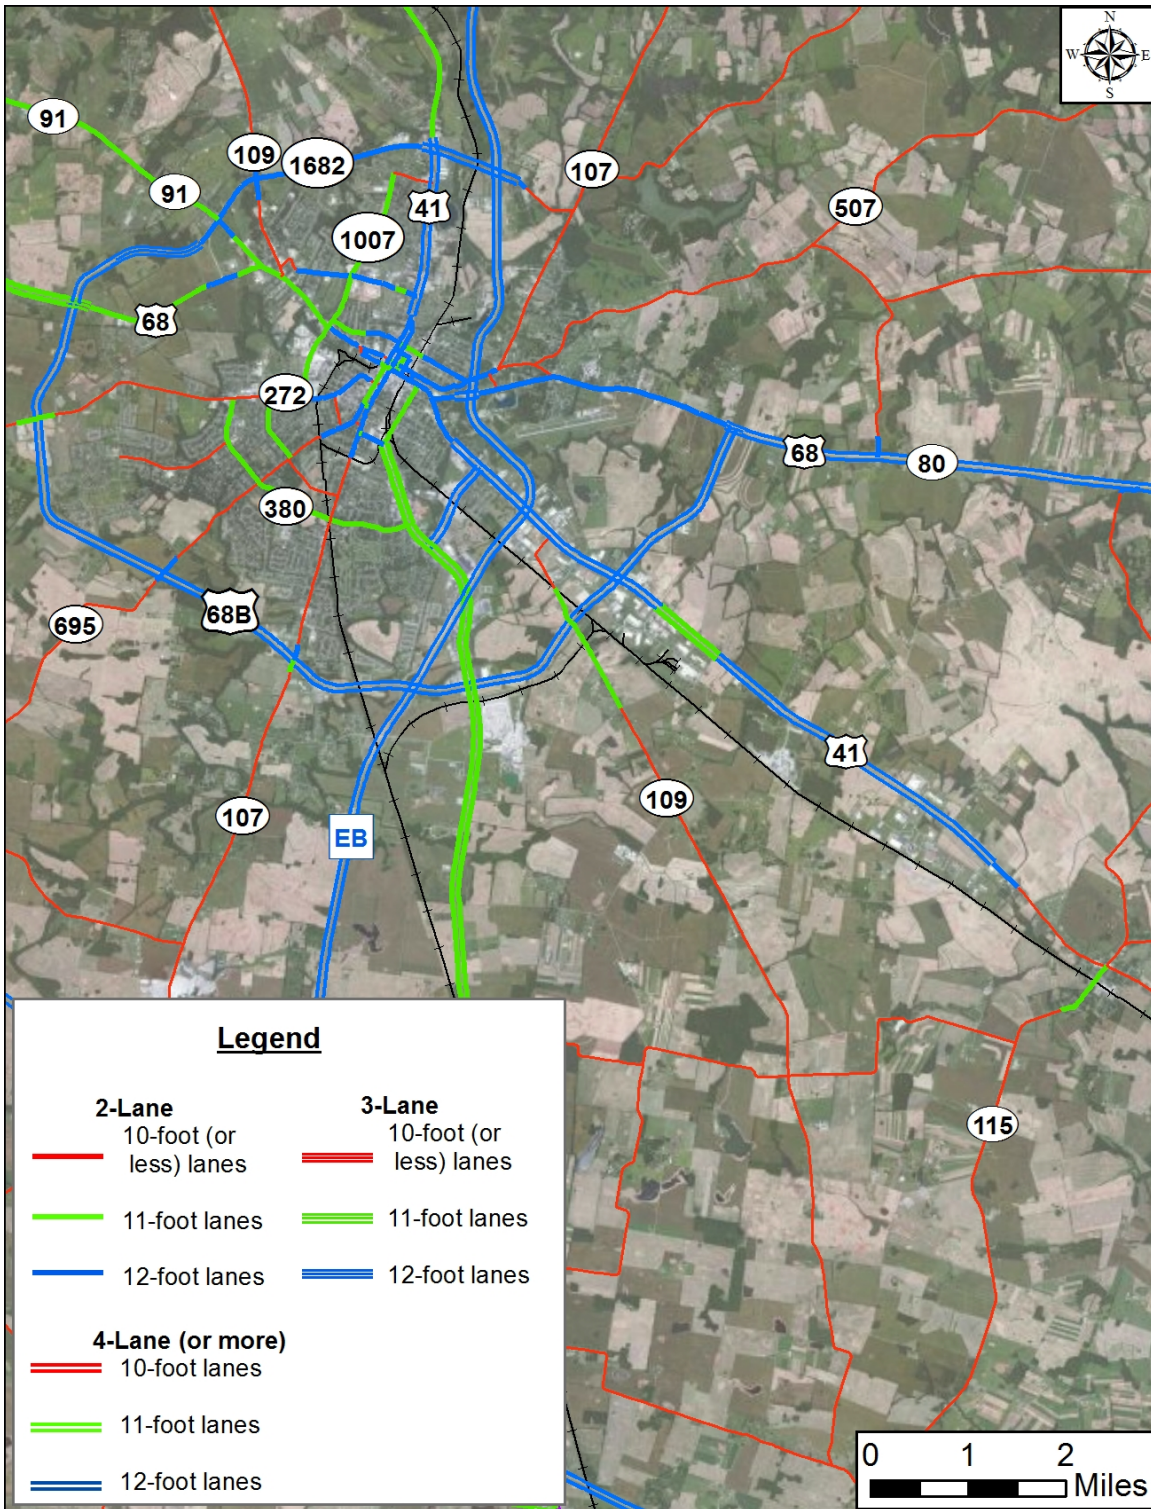 N
W E
S
91
109
1682
107
91
41
507
1007
68
272
68
80
380
68B
695
41
109
107
EB
115
Legend
2-Lane
10-foot (or
less) lanes
11-foot lanes
12-foot lanes
3-Lane
10-foot (or
less) lanes
11-foot lanes
12-foot lanes
4-Lane (or more)
10-foot lanes
11-foot lanes
12-foot lanes
0 1 2
Miles